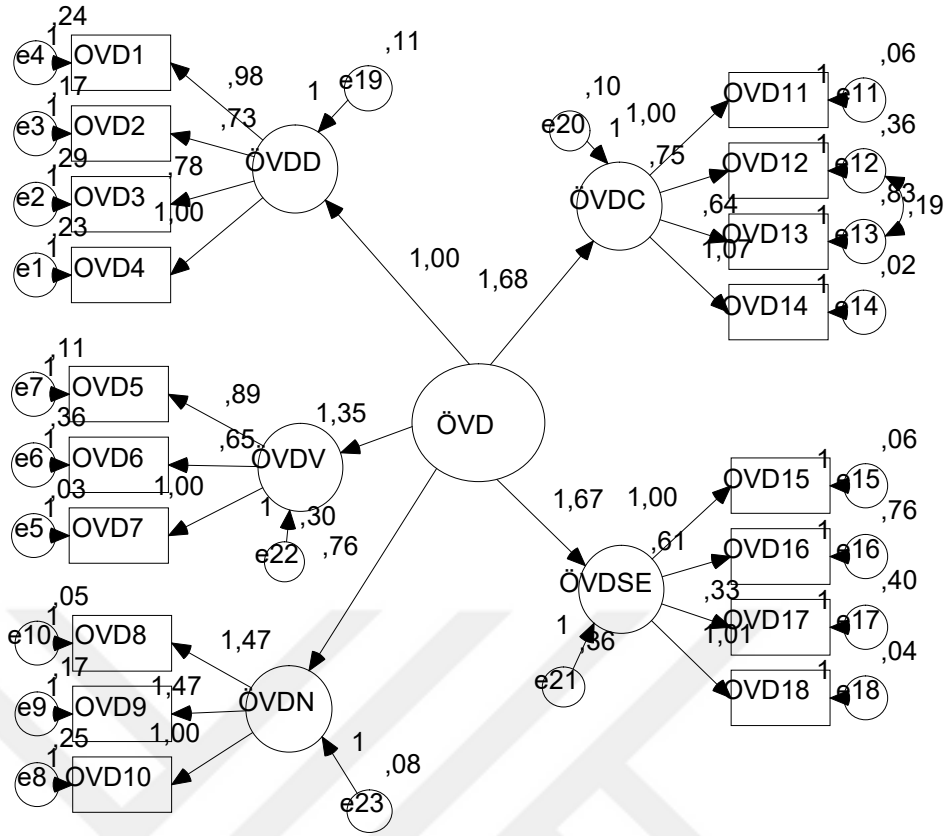 ,24
1
e4
OVD1
,17
1
e3
OVD2
,29
1
e2
OVD3
,23
1
e1
OVD4
,98
,73
,78
1,00
ÖVDD
1
e19
,11
1,00
,10
e20
1
ÖVDC
1,68
1,00
,75
,64
1,07
OVD11
1
e11
,06
OVD12
1
e12
,36
OVD13
1
e13
,83
,19
OVD14
1
e14
,02
ÖVD
,11
1
e7
OVD5
,36
1
e6
OVD6
,03
1
e5
OVD7
,89
,65
1,00
ÖVDV
1,35
1
,30
e22
,76
,05
1
e10
OVD8
,17
1
e9
OVD9
,25
1
e8
OVD10
1,47
1,47
1,00
ÖVDN
1
e23
,08
1,67
1,00
,61
,33
1,01
ÖVDSE
1
,36
e21
OVD15
1
e15
,06
OVD16
1
e16
,76
OVD17
1
e17
,40
OVD18
1
e18
,04